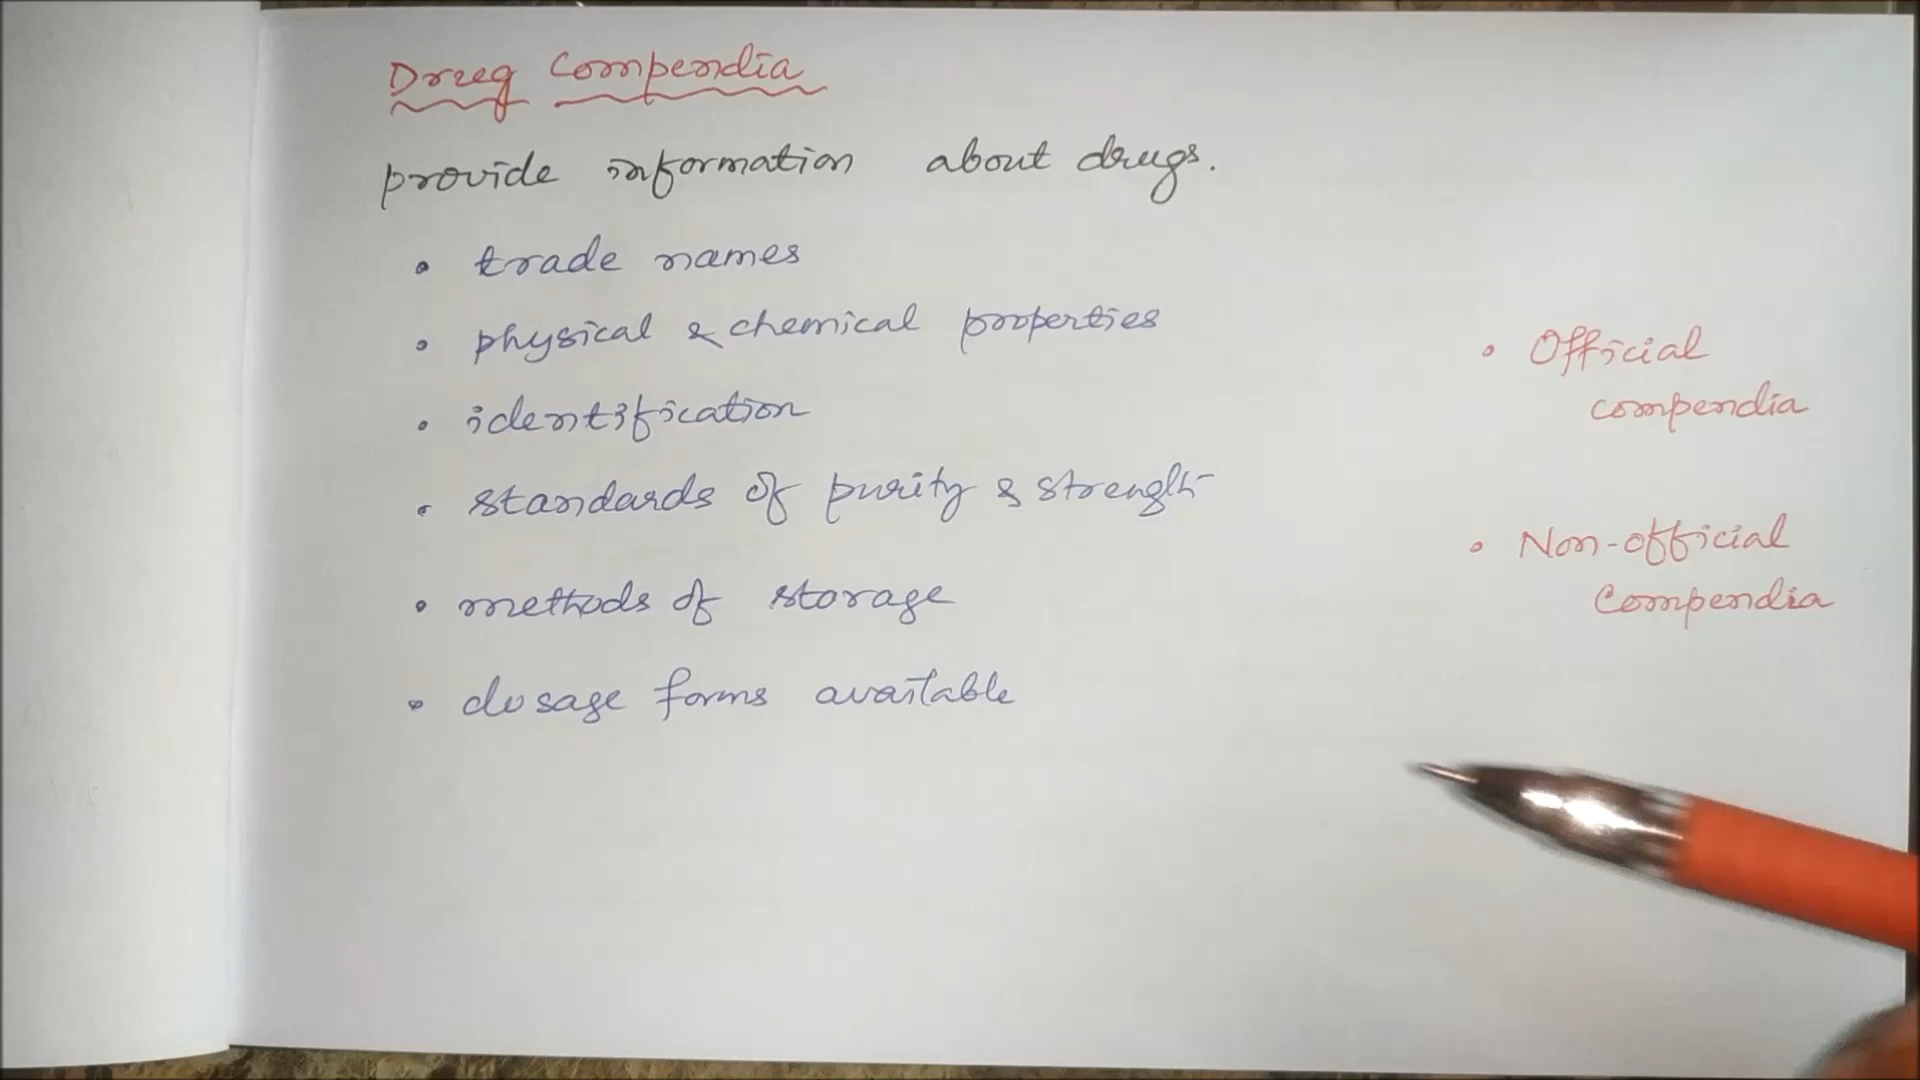 Drug Compendia
provide information about drugs.
• trade names
• physical & chemical properties
• identification
• standards of purity & strength
• methods of storage
• dosage forms available
• Official
compendia
• Non-official
Compendia